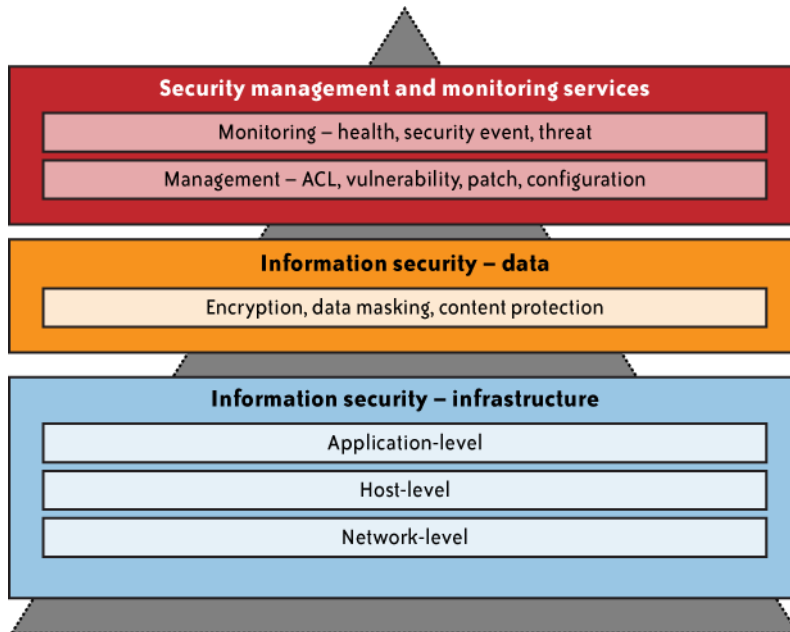 Security management and monitoring services
Monitoring – health, security event, threat
Management – ACL, vulnerability, patch, configuration
Information security – data
Encryption, data masking, content protection
Information security – infrastructure
Application-level
Host-level
Network-level